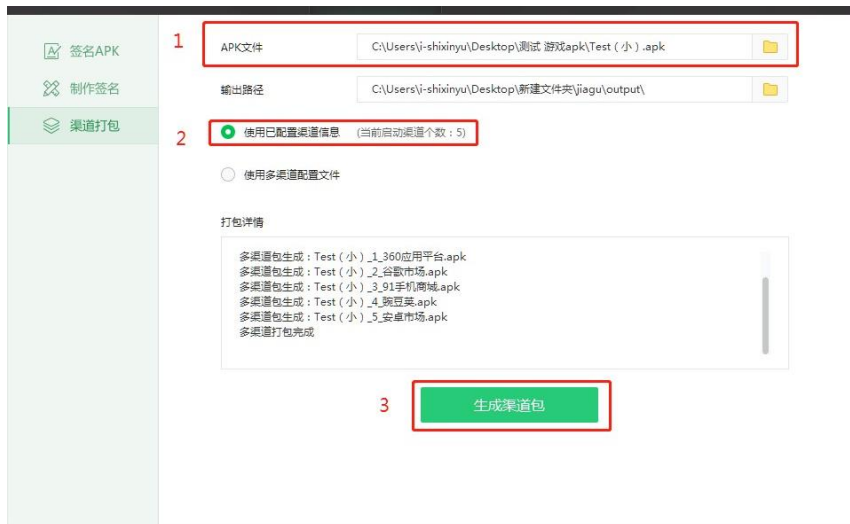 签名APK
制作签名
渠道打包
1
APK文件
C:\Users\i-shixinyu\Desktop\测试 游戏apk\Test（小）.apk
输出路径
C:\Users\i-shixinyu\Desktop\新建文件夹\jiagu\output\
2
使用已配置渠道信息 (当前启动渠道个数：5)
使用多渠道配置文件
打包详情
多渠道包生成：Test（小）_1_360应用平台.apk
多渠道包生成：Test（小）_2_谷歌市场.apk
多渠道包生成：Test（小）_3_91手机商城.apk
多渠道包生成：Test（小）_4_豌豆荚.apk
多渠道包生成：Test（小）_5_安卓市场.apk
多渠道打包完成
3
生成渠道包